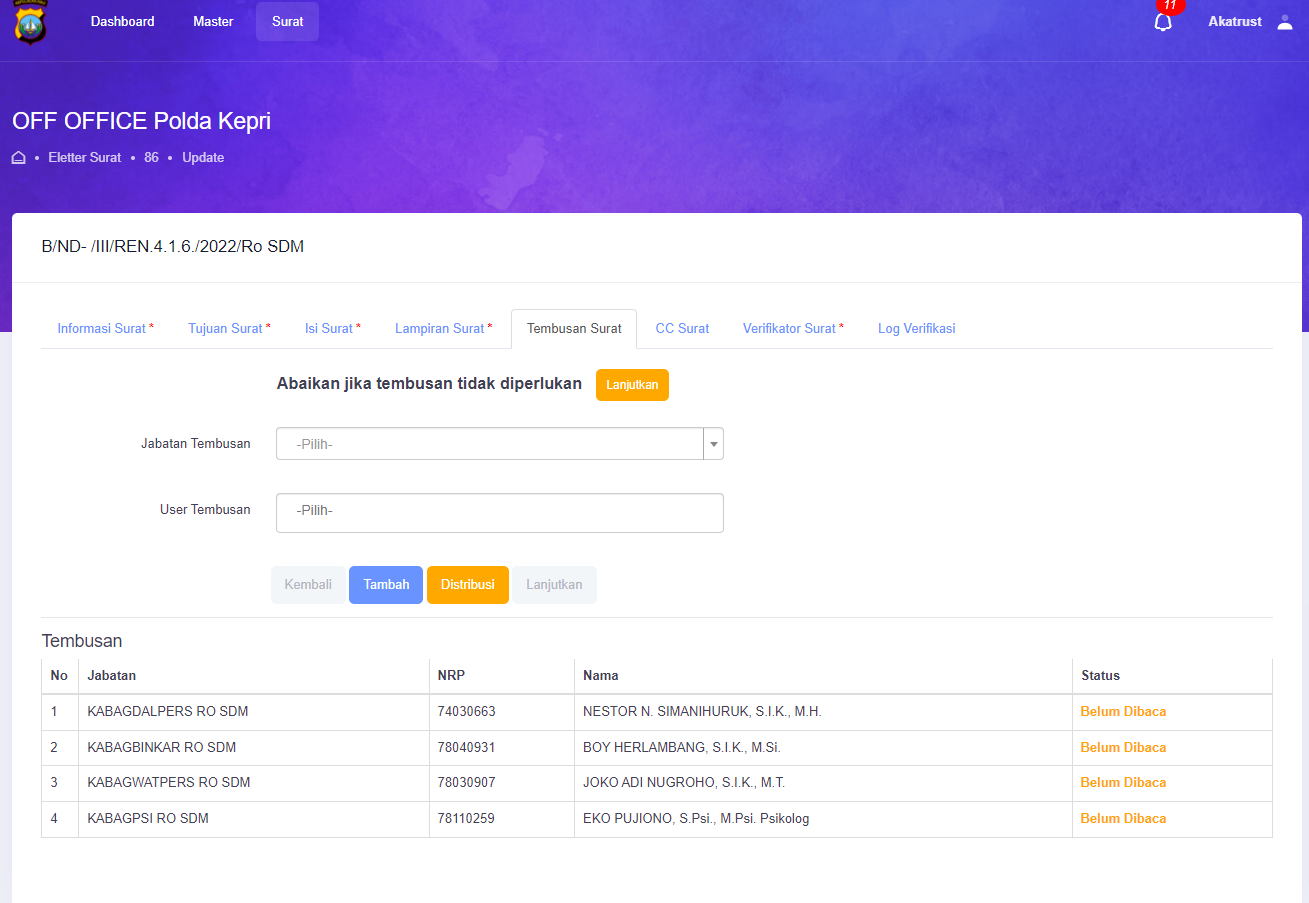 11
Dashboard Master Surat Akatrust
OFF OFFICE Polda Kepri
Eletter Surat • 86 • Update
B/ND- /III/REN.4.1.6./2022/Ro SDM
Informasi Surat * Tujuan Surat * Isi Surat * Lampiran Surat * Tembusan Surat CC Surat Verifikator Surat * Log Verifikasi
Abaikan jika tembusan tidak diperlukan Lanjutkan
Jabatan Tembusan -Pilih-
User Tembusan -Pilih-
Kembali Tambah Distribusi Lanjutkan
Tembusan
No Jabatan NRP Nama Status
1 KABAGDALPERS RO SDM 74030663 NESTOR N. SIMANIHURUK, S.I.K., M.H. Belum Dibaca
2 KABAGBINKAR RO SDM 78040931 BOY HERLAMBANG, S.I.K., M.Si. Belum Dibaca
3 KABAGWATPERS RO SDM 78030907 JOKO ADI NUGROHO, S.I.K., M.T. Belum Dibaca
4 KABAGPSI RO SDM 78110259 EKO PUJIONO, S.Psi., M.Psi. Psikolog Belum Dibaca